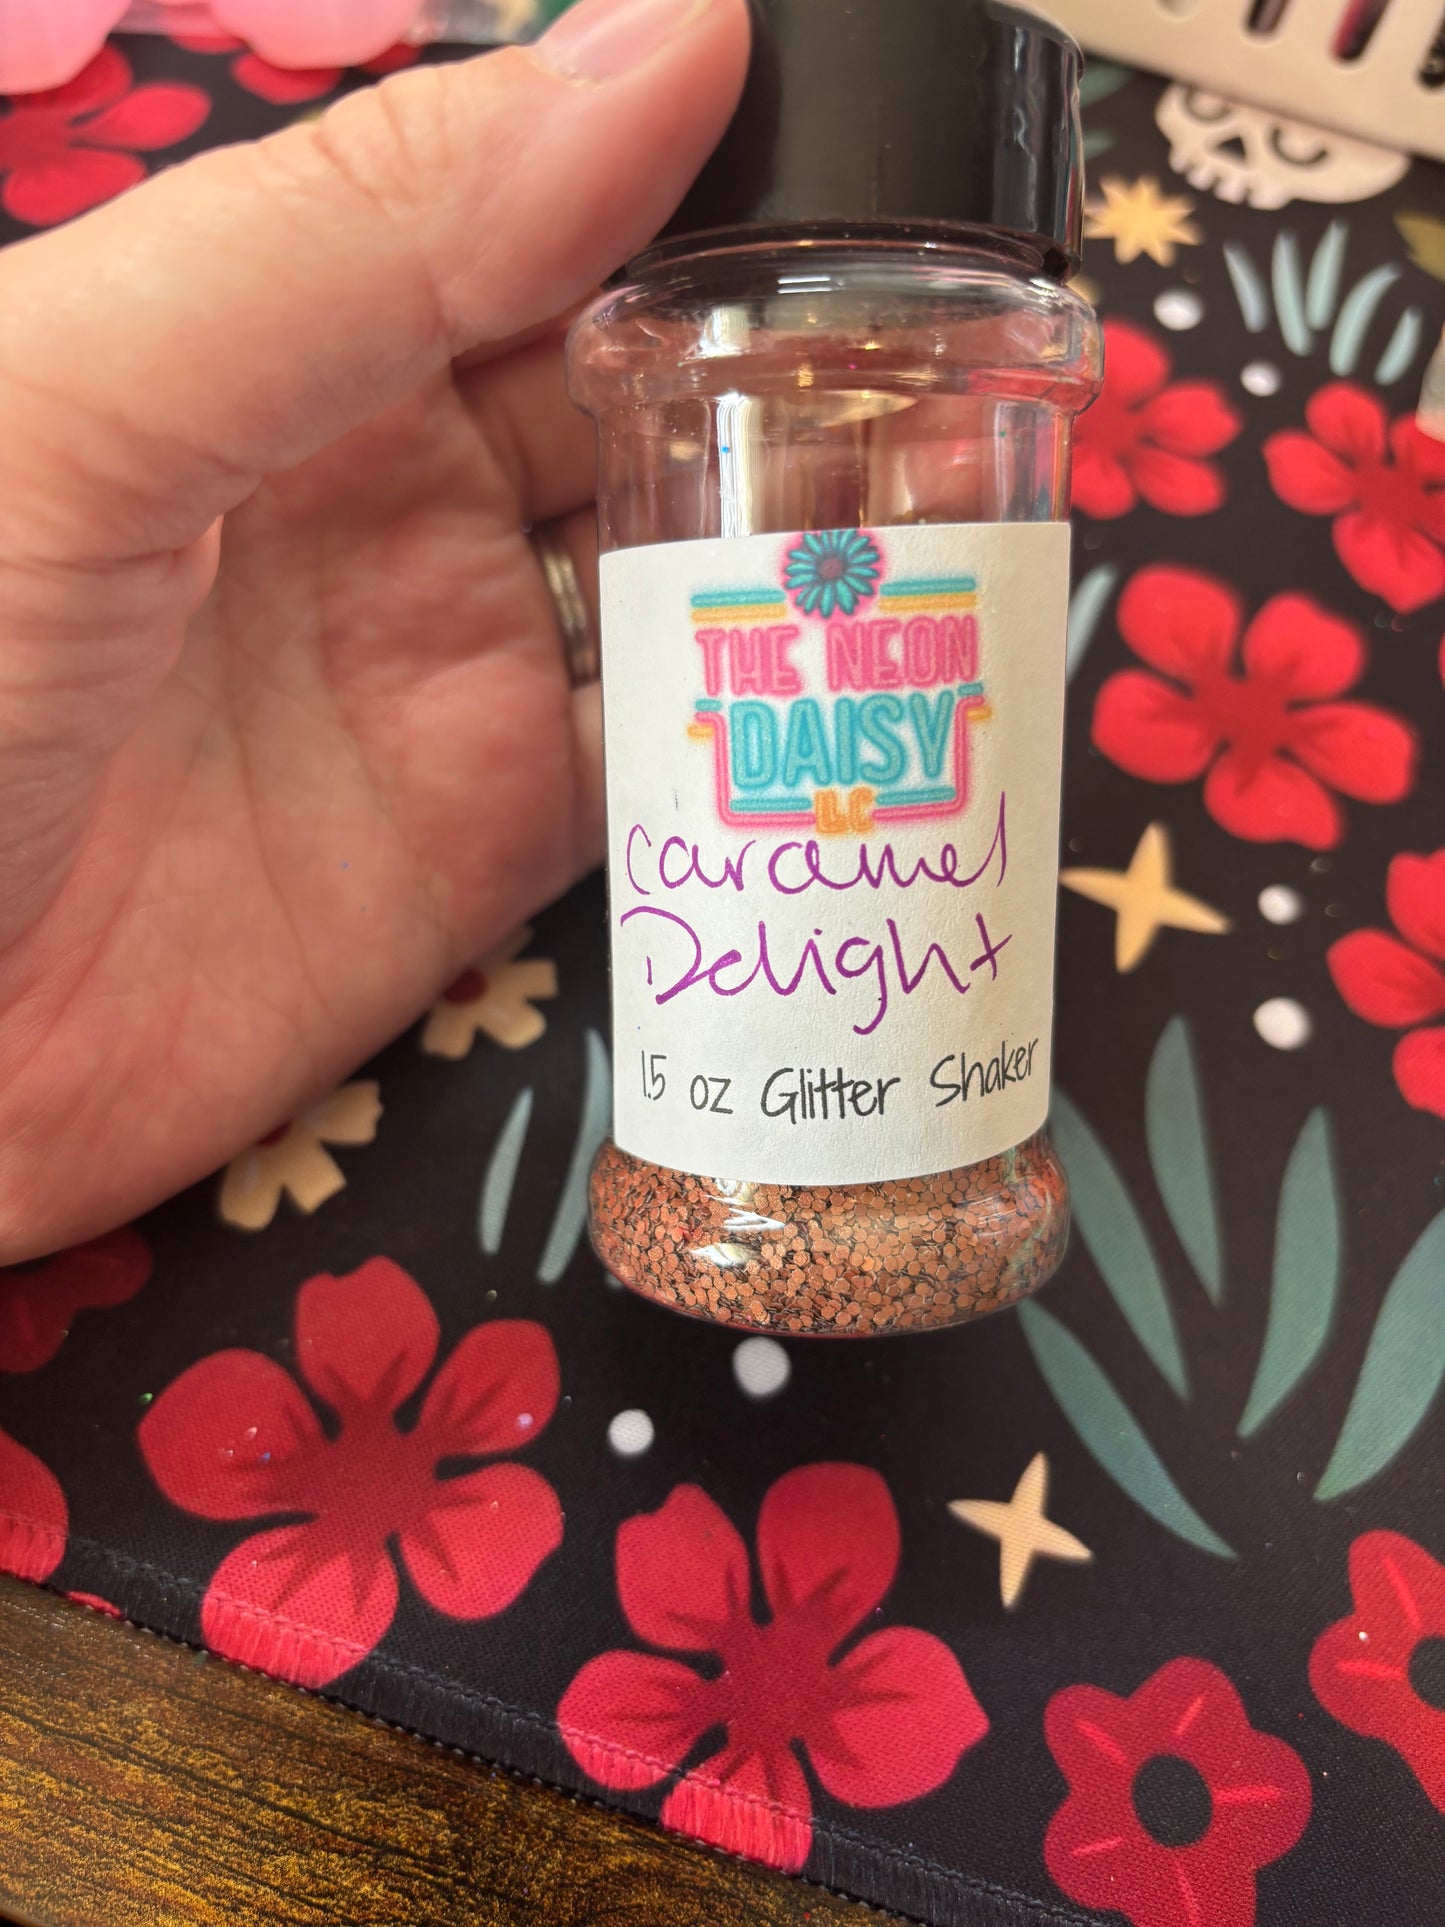 THE NEON
DAISY
LLC
Caramel
Delight
1.5 oz Glitter Shaker